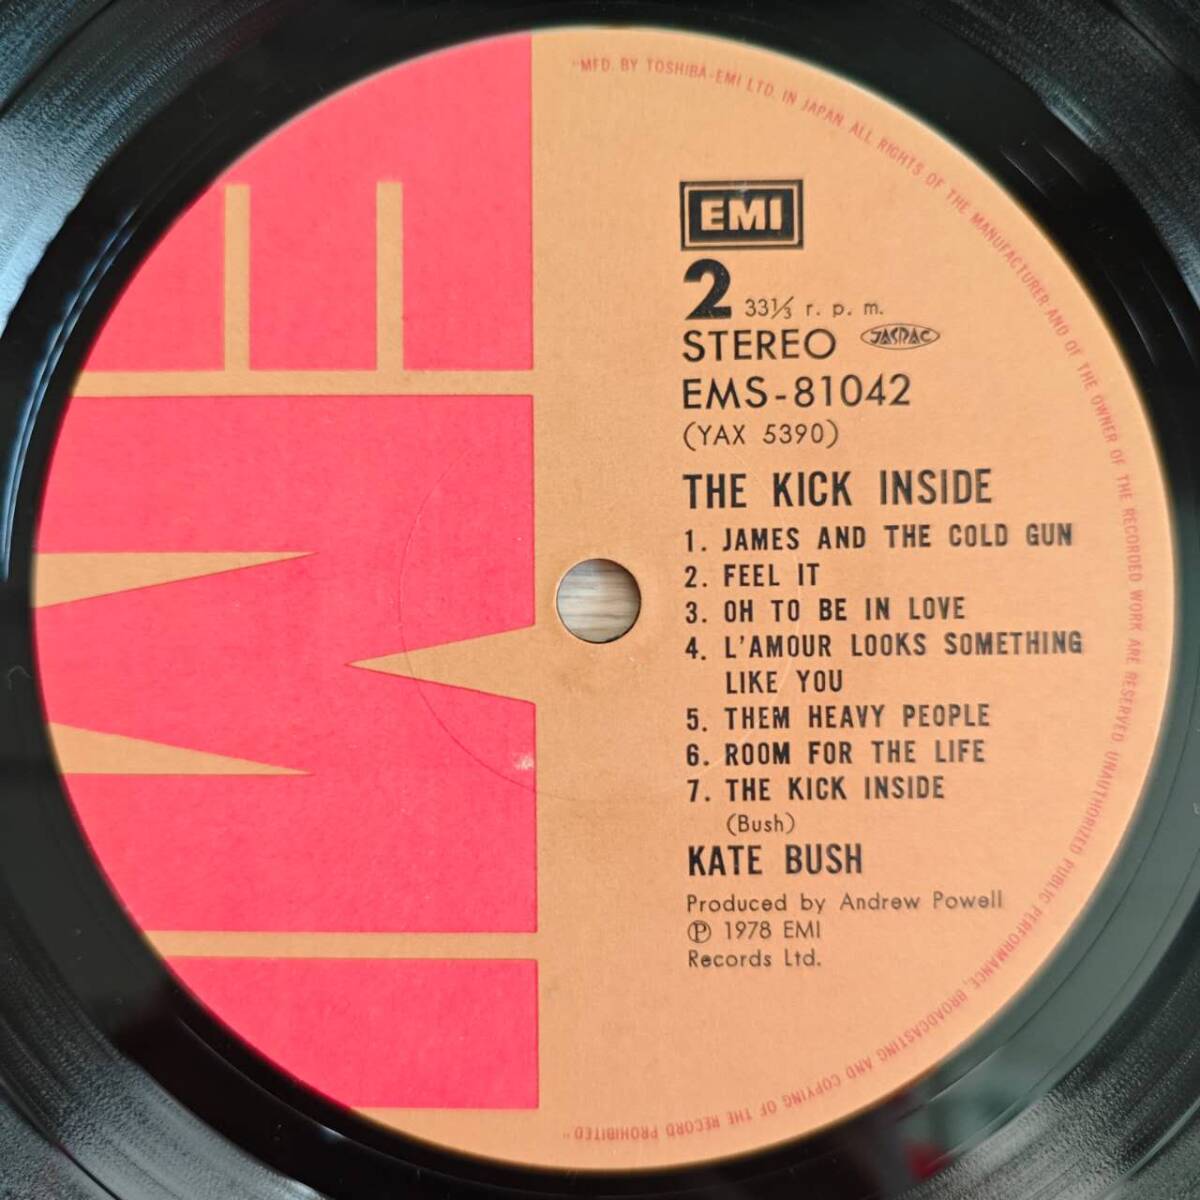 "MFD. BY TOSHIBA-EMI LTD. IN JAPAN. ALL RIGHTS OF THE MANUFACTURER AND OF THE OWNER OF THE RECORDED WORK ARE RESERVED UNAUTHORIZED PUBLIC PERFORMANCE, BROADCASTING AND COPYING OF THE RECORD PROHIBITED"
EMI
EMI
2 33⅓ r. p. m.
STEREO JASRAC
EMS-81042
(YAX 5390)
THE KICK INSIDE
1. JAMES AND THE COLD GUN
2. FEEL IT
3. OH TO BE IN LOVE
4. L'AMOUR LOOKS SOMETHING
LIKE YOU
5. THEM HEAVY PEOPLE
6. ROOM FOR THE LIFE
7. THE KICK INSIDE
(Bush)
KATE BUSH
Produced by Andrew Powell
Ⓟ 1978 EMI
Records Ltd.